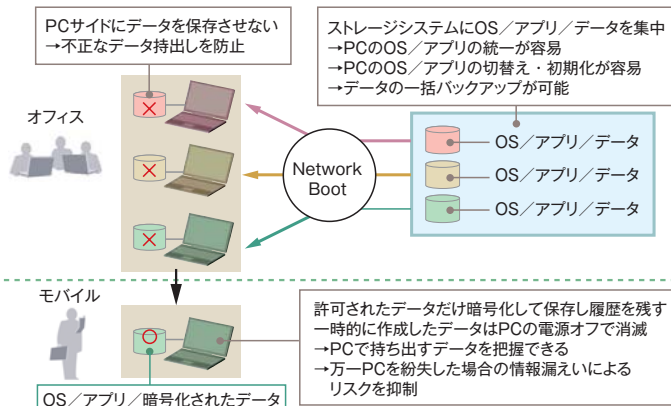 PCサイドにデータを保存させない
→不正なデータ持出しを防止
ストレージシステムにOS／アプリ／データを集中
→PCのOS／アプリの統一が容易
→PCのOS／アプリの切替え・初期化が容易
→データの一括バックアップが可能
オフィス
Network
Boot
OS／アプリ／データ
OS／アプリ／データ
OS／アプリ／データ
モバイル
許可されたデータだけ暗号化して保存し履歴を残す
一時的に作成したデータはPCの電源オフで消滅
→PCで持ち出すデータを把握できる
→万一PCを紛失した場合の情報漏えいによる
リスクを抑制
OS／アプリ／暗号化されたデータ